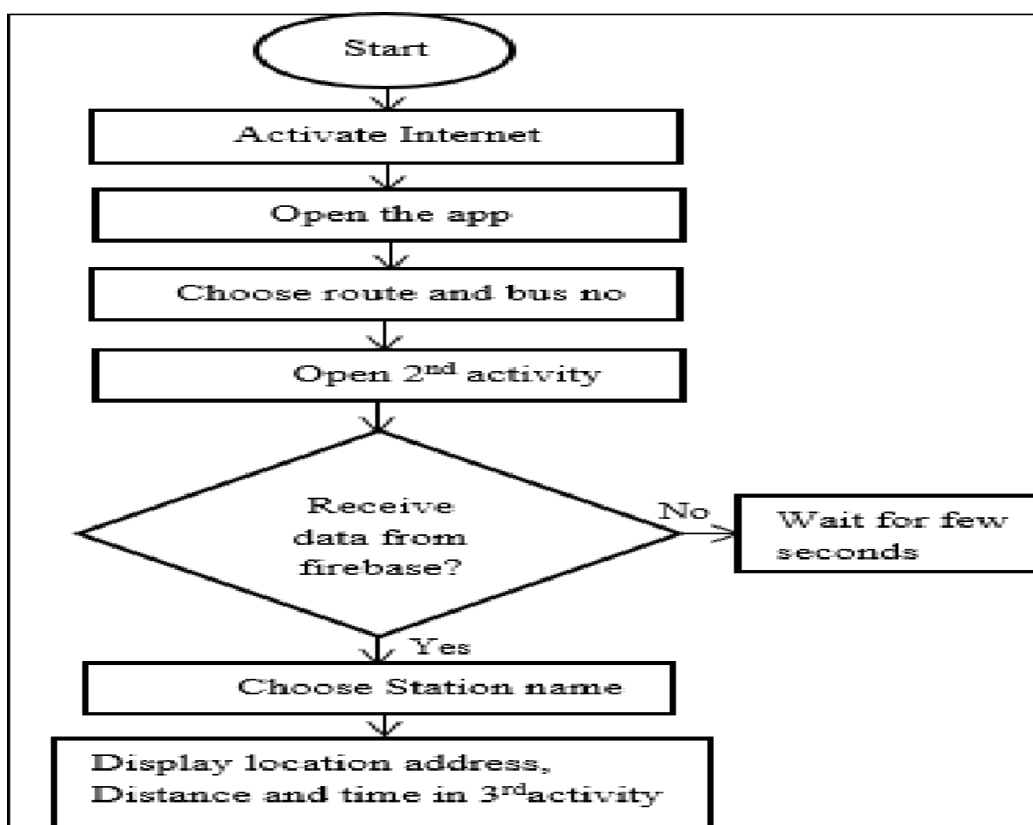 Start
Activate Internet
Open the app
Choose route and bus no
Open 2nd activity
Receive
data from
firebase?
No
Wait for few
seconds
Yes
Choose Station name
Display location address,
Distance and time in 3rdactivity